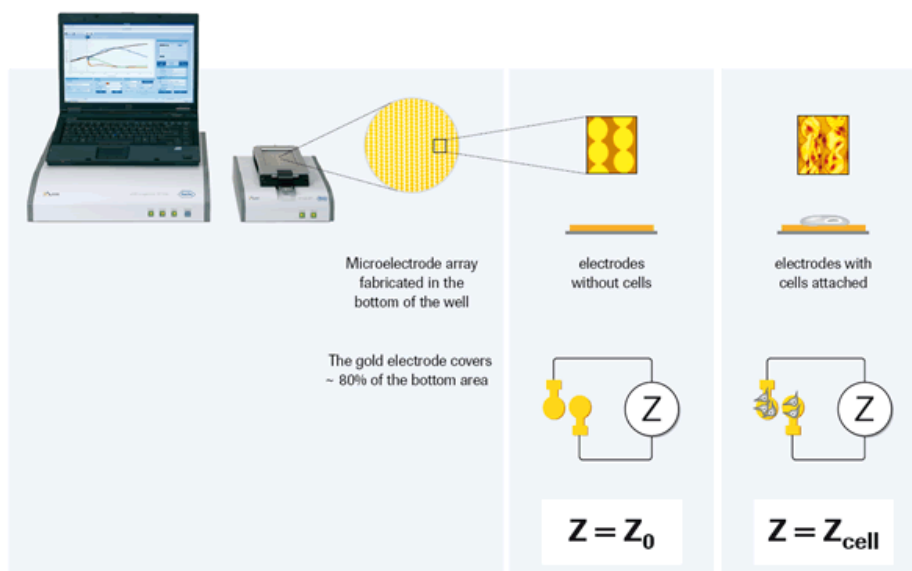 Microelectrode array
fabricated in the
bottom of the well
electrodes
without cells
electrodes with
cells attached
The gold electrode covers
~ 80% of the bottom area
Z
Z
Z = Z₀
Z = Z_cell